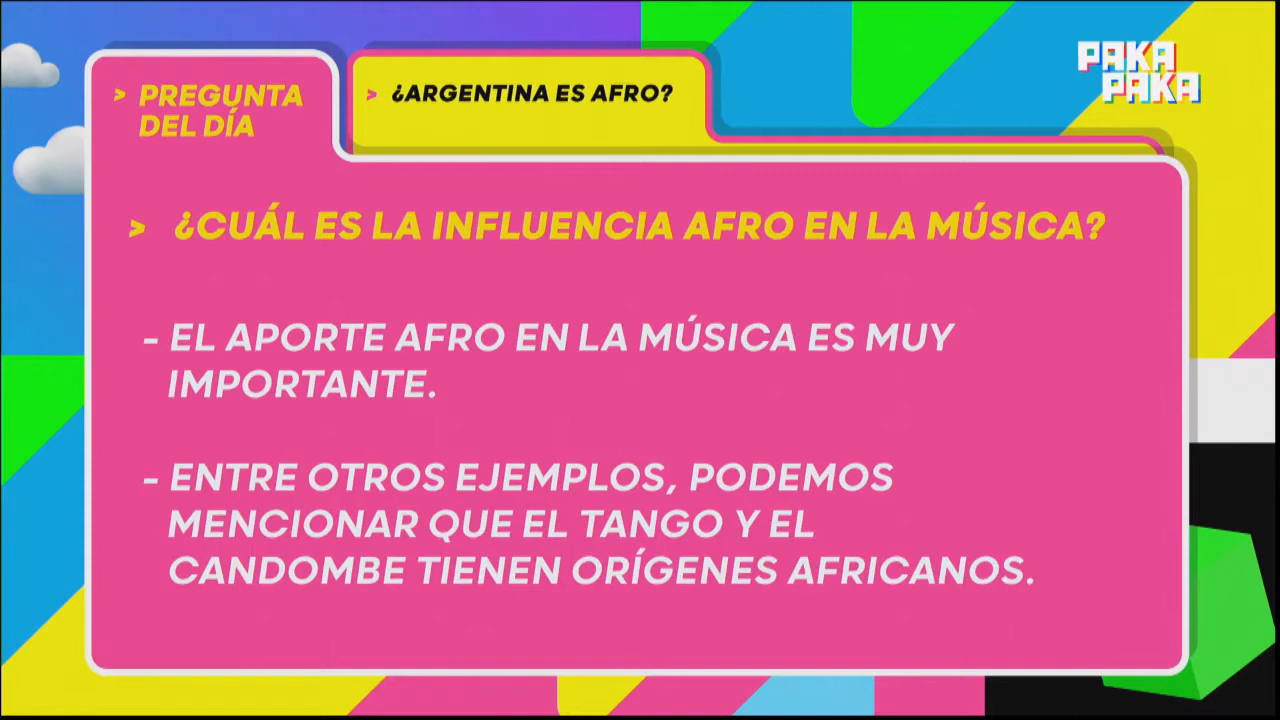 > PREGUNTA
DEL DÍA
> ¿ARGENTINA ES AFRO?
PAKA
PAKA
> ¿CUÁL ES LA INFLUENCIA AFRO EN LA MÚSICA?
- EL APORTE AFRO EN LA MÚSICA ES MUY
IMPORTANTE.
- ENTRE OTROS EJEMPLOS, PODEMOS
MENCIONAR QUE EL TANGO Y EL
CANDOMBE TIENEN ORÍGENES AFRICANOS.